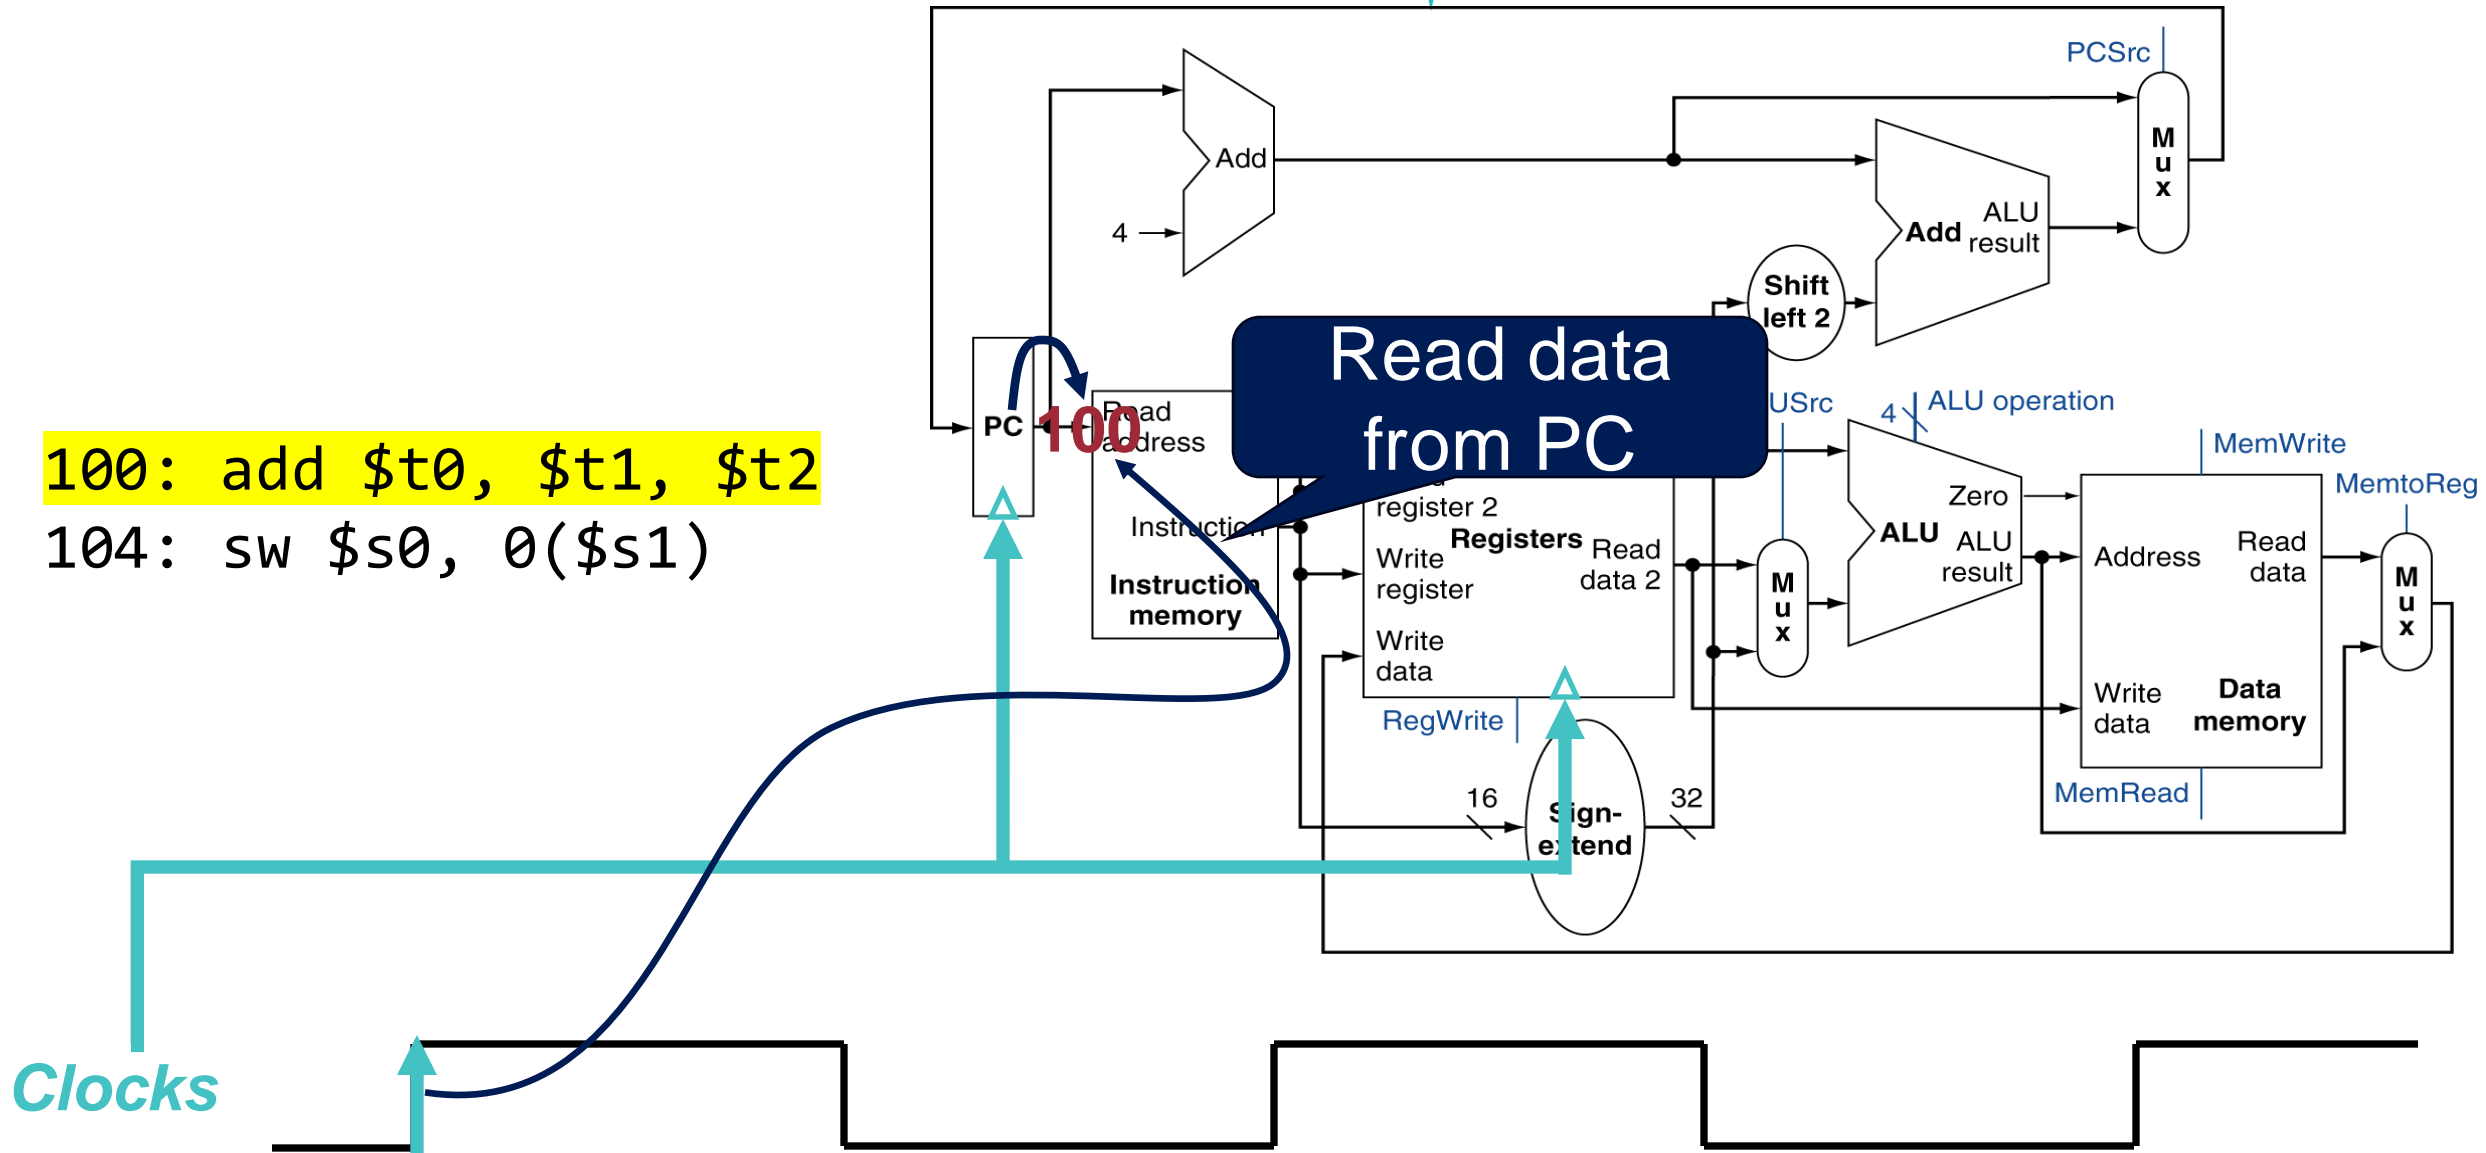 PCSrc
M
u
x
Add
4
ALU
Add result
Shift
left 2
Read data
from PC
PC
100
Read
address
Instruction
Instruction
memory
100: add $t0, $t1, $t2
104: sw $s0, 0($s1)
register 2
Registers
Write
register
Read
data 2
Write
data
RegWrite
USrc
M
u
x
4
ALU operation
Zero
ALU
ALU
result
MemWrite
MemtoReg
Address
Read
data
Write
data
Data
memory
MemRead
M
u
x
16
Sign-
extend
32
Clocks